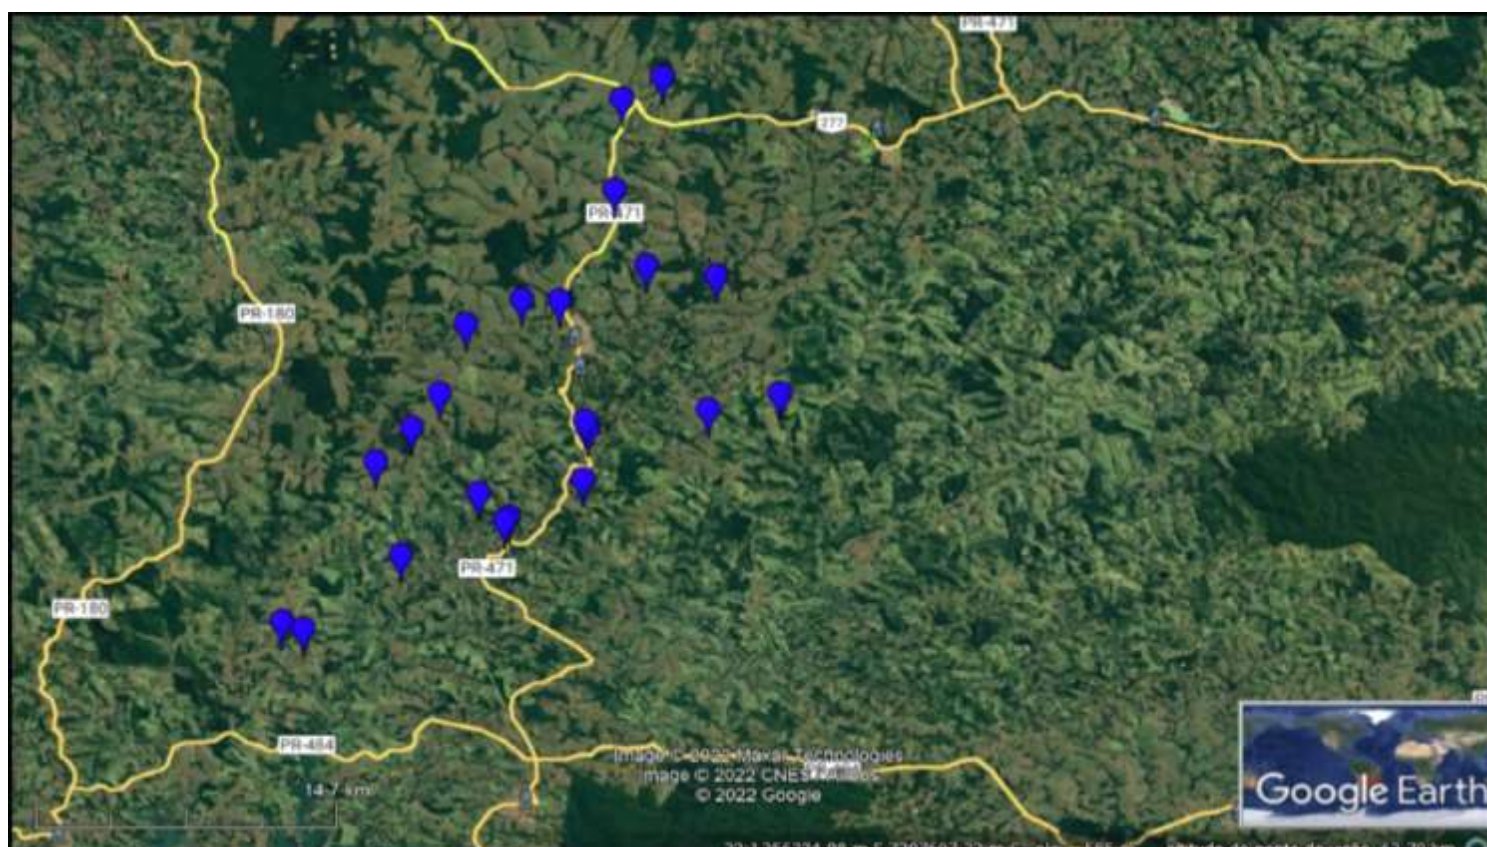 PR-471
277
PR-471
PR-180
PR-471
PR-180
PR-484
Image © 2022 Maxar Technologies
Image © 2022 CNES / Airbus
© 2022 Google
14.7 km
Google Earth